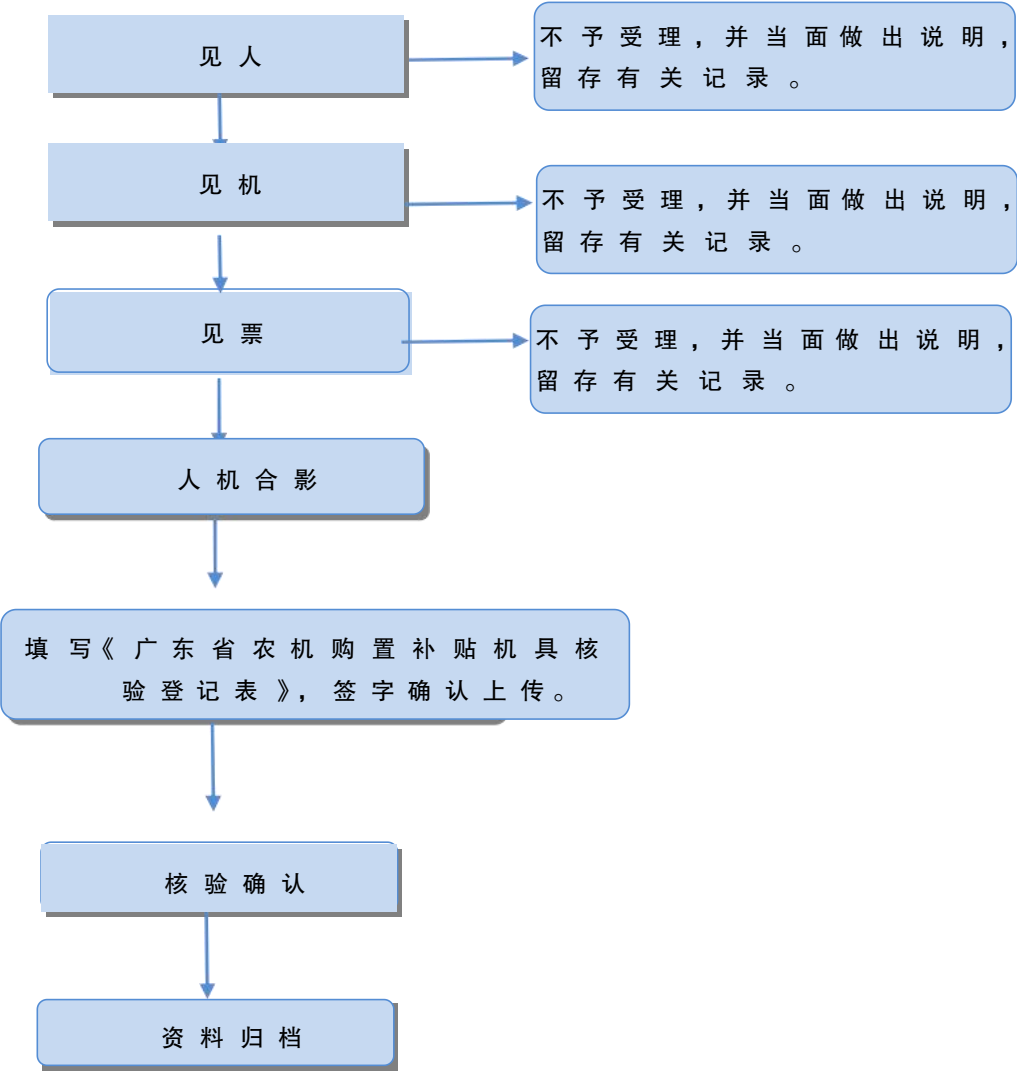 见人
不予受理，并当面做出说明，
留存有关记录。
见机
不予受理，并当面做出说明，
留存有关记录。
见票
不予受理，并当面做出说明，
留存有关记录。
人机合影
填写《广东省农机购置补贴机具核
验登记表》，签字确认上传。
核验确认
资料归档